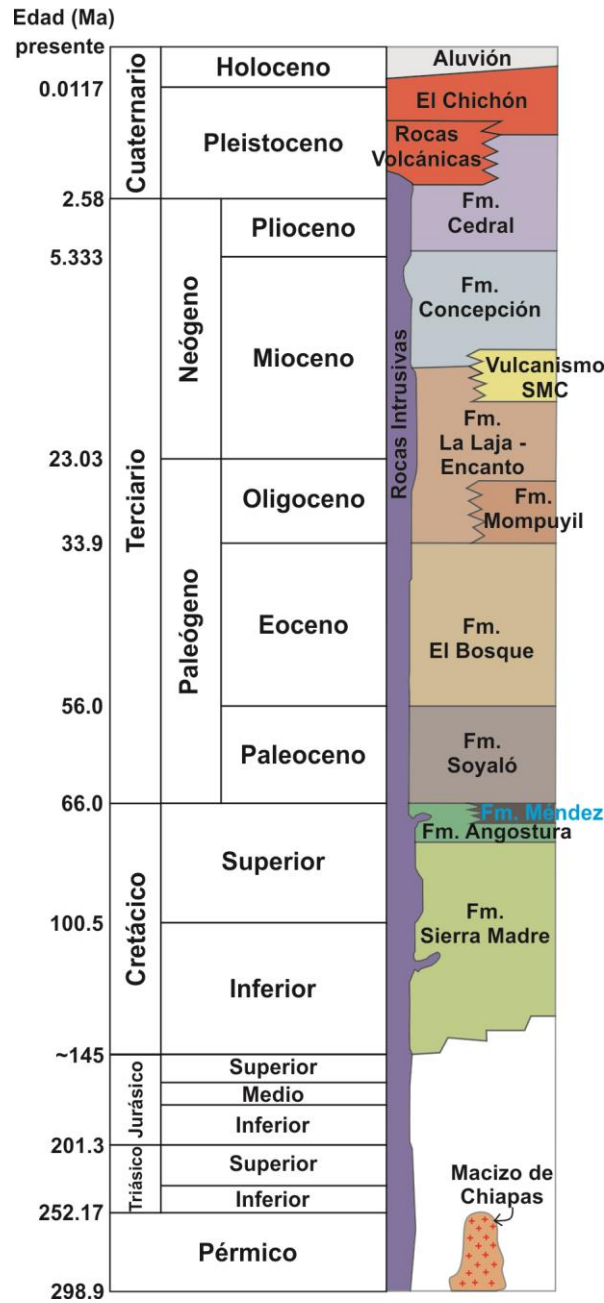 Edad (Ma)
presente
0.0117
2.58
5.333
23.03
33.9
56.0
66.0
100.5
~145
201.3
252.17
298.9
Cuaternario
Terciario
Cretácico
Jurásico
Triásico
Neógeno
Paleógeno
Holoceno
Pleistoceno
Plioceno
Mioceno
Oligoceno
Eoceno
Paleoceno
Superior
Inferior
Superior
Medio
Inferior
Superior
Inferior
Pérmico
Rocas Intrusivas
Aluvión
El Chichón
Rocas
Volcánicas
Fm.
Cedral
Fm.
Concepción
Vulcanismo
SMC
Fm.
La Laja -
Encanto
Fm.
Mompuyil
Fm.
El Bosque
Fm.
Soyaló
Fm. Méndez
Fm. Angostura
Fm.
Sierra Madre
Macizo de
Chiapas